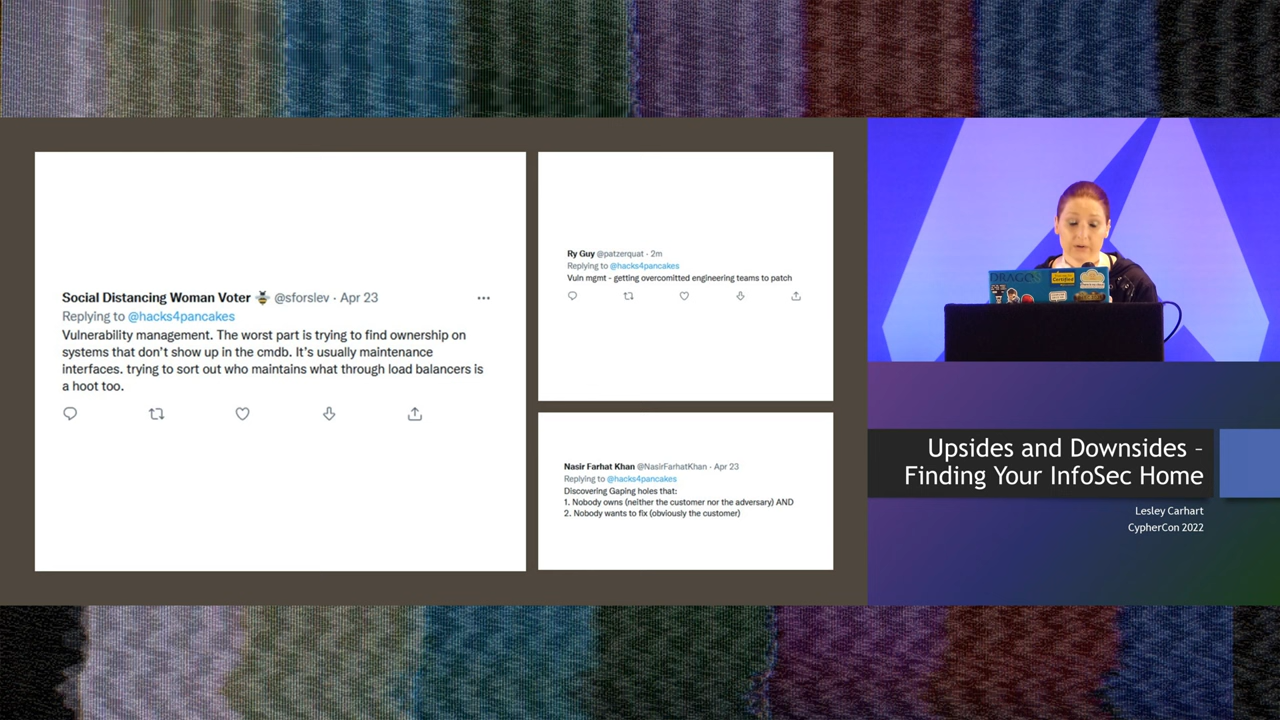 Social Distancing Woman Voter 🐝 @sforslev · Apr 23
Replying to @hacks4pancakes
Vulnerability management. The worst part is trying to find ownership on
systems that don't show up in the cmdb. It's usually maintenance
interfaces. trying to sort out who maintains what through load balancers is
a hoot too.
Ry Guy @patzerquat · 2m
Replying to @hacks4pancakes
Vuln mgmt - getting overcomitted engineering teams to patch
Nasir Farhat Khan @NasirFarhatKhan · Apr 23
Replying to @hacks4pancakes
Discovering Gaping holes that:
1. Nobody owns (neither the customer nor the adversary) AND
2. Nobody wants to fix (obviously the customer)
DRAGOS
Upsides and Downsides –
Finding Your InfoSec Home
Lesley Carhart
CypherCon 2022